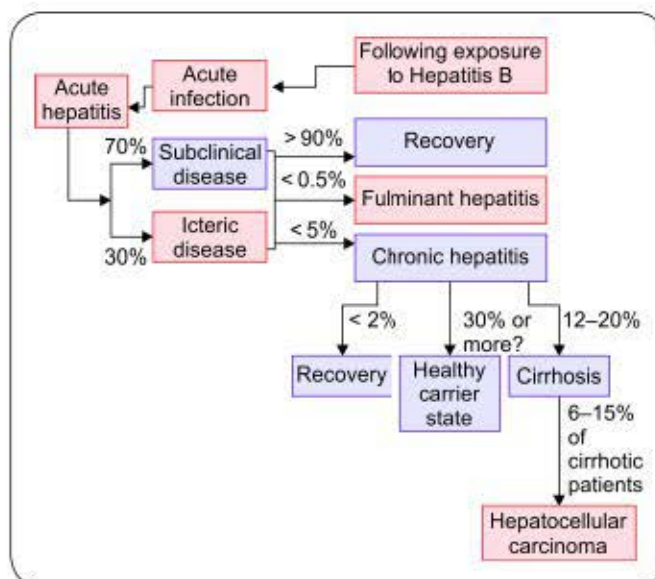 Following exposure
to Hepatitis B
Acute
infection
Acute
hepatitis
70%
Subclinical
disease
> 90%
Recovery
< 0.5%
Fulminant hepatitis
30%
Icteric
disease
< 5%
Chronic hepatitis
< 2%
30% or
more?
12–20%
Recovery
Healthy
carrier
state
Cirrhosis
6–15%
of
cirrhotic
patients
Hepatocellular
carcinoma